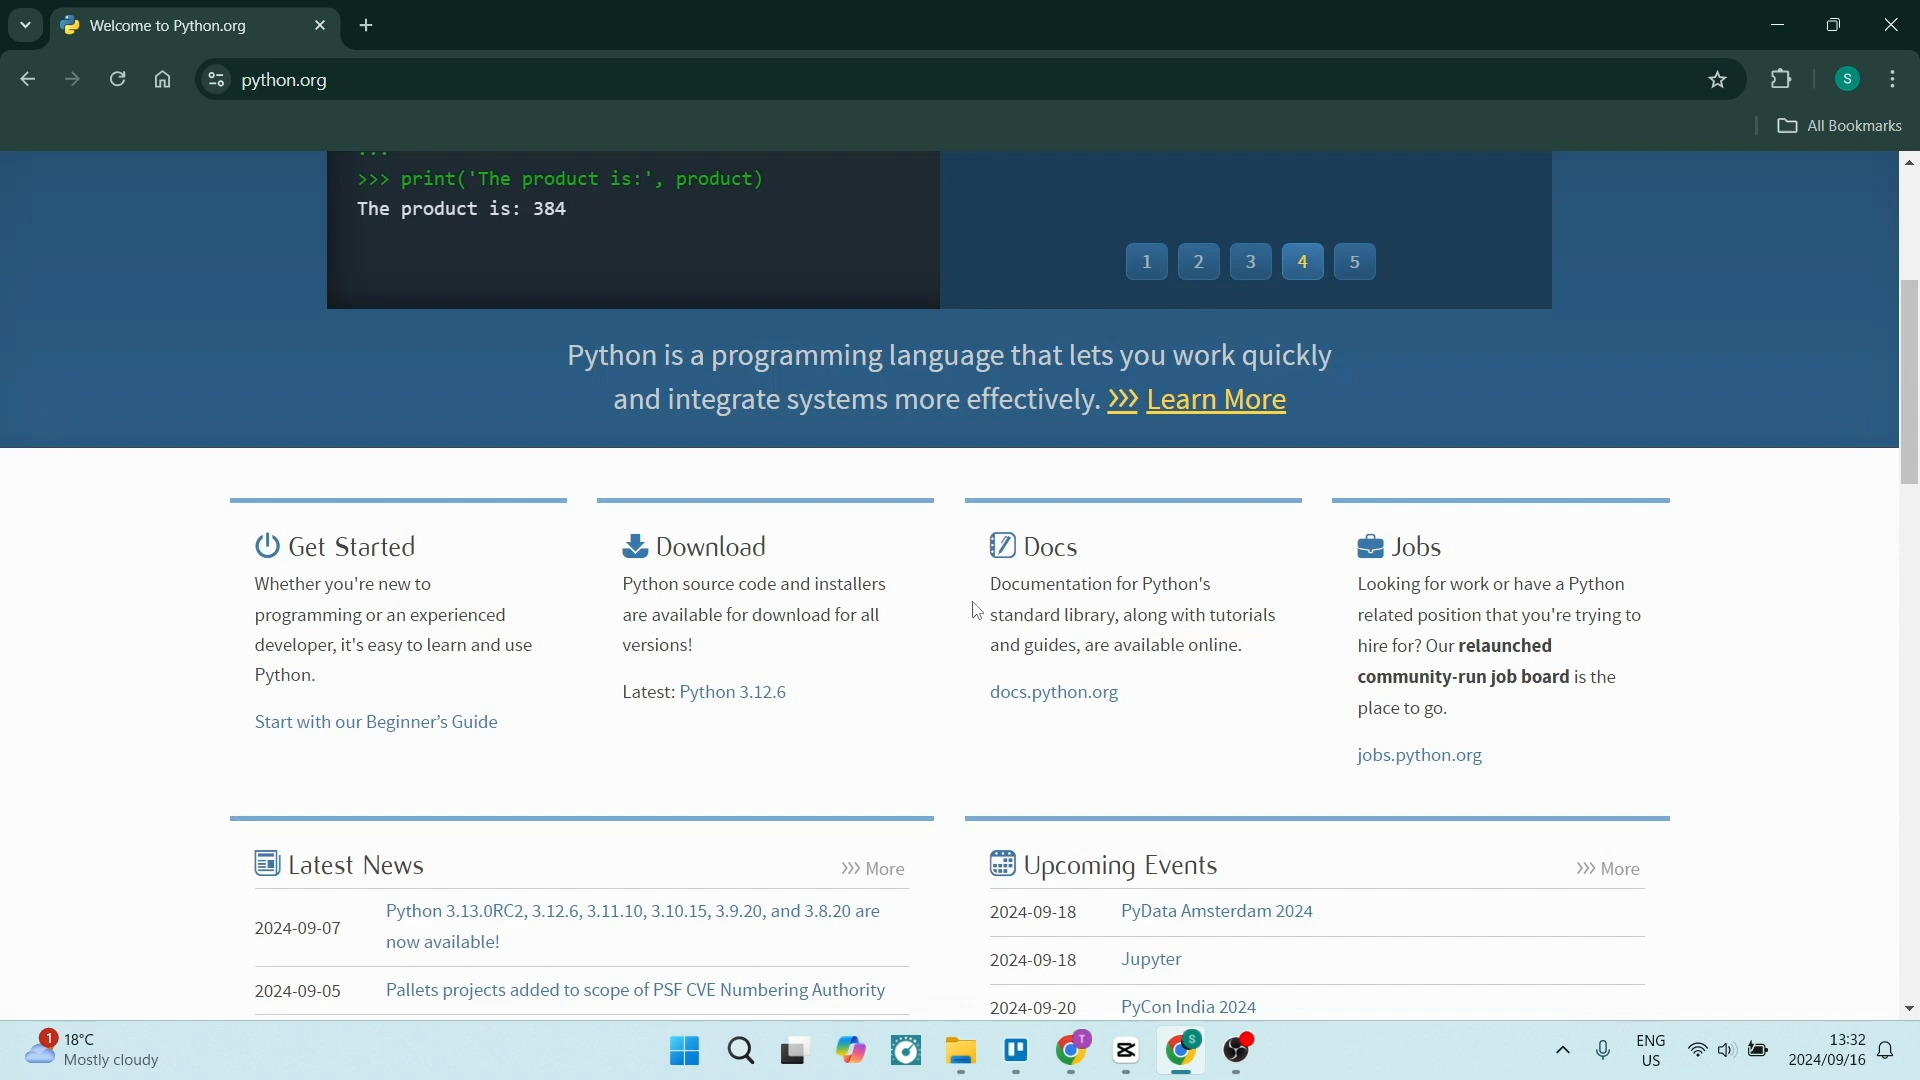 Welcome to Python.org
python.org
All Bookmarks
>>> print('The product is:', product)
The product is: 384
1 2 3 4 5
Python is a programming language that lets you work quickly
and integrate systems more effectively. >>> Learn More
Get Started
Whether you're new to
programming or an experienced
developer, it's easy to learn and use
Python.
Start with our Beginner’s Guide
Download
Python source code and installers
are available for download for all
versions!
Latest: Python 3.12.6
Docs
Documentation for Python's
standard library, along with tutorials
and guides, are available online.
docs.python.org
Jobs
Looking for work or have a Python
related position that you're trying to
hire for? Our relaunched
community-run job board is the
place to go.
jobs.python.org
Latest News
>>> More
2024-09-07 Python 3.13.0RC2, 3.12.6, 3.11.10, 3.10.15, 3.9.20, and 3.8.20 are
now available!
2024-09-05 Pallets projects added to scope of PSF CVE Numbering Authority
Upcoming Events
>>> More
2024-09-18 PyData Amsterdam 2024
2024-09-18 Jupyter
2024-09-20 PyCon India 2024
1
18°C
Mostly cloudy
T
S
ENG
US
13:32
2024/09/16
S